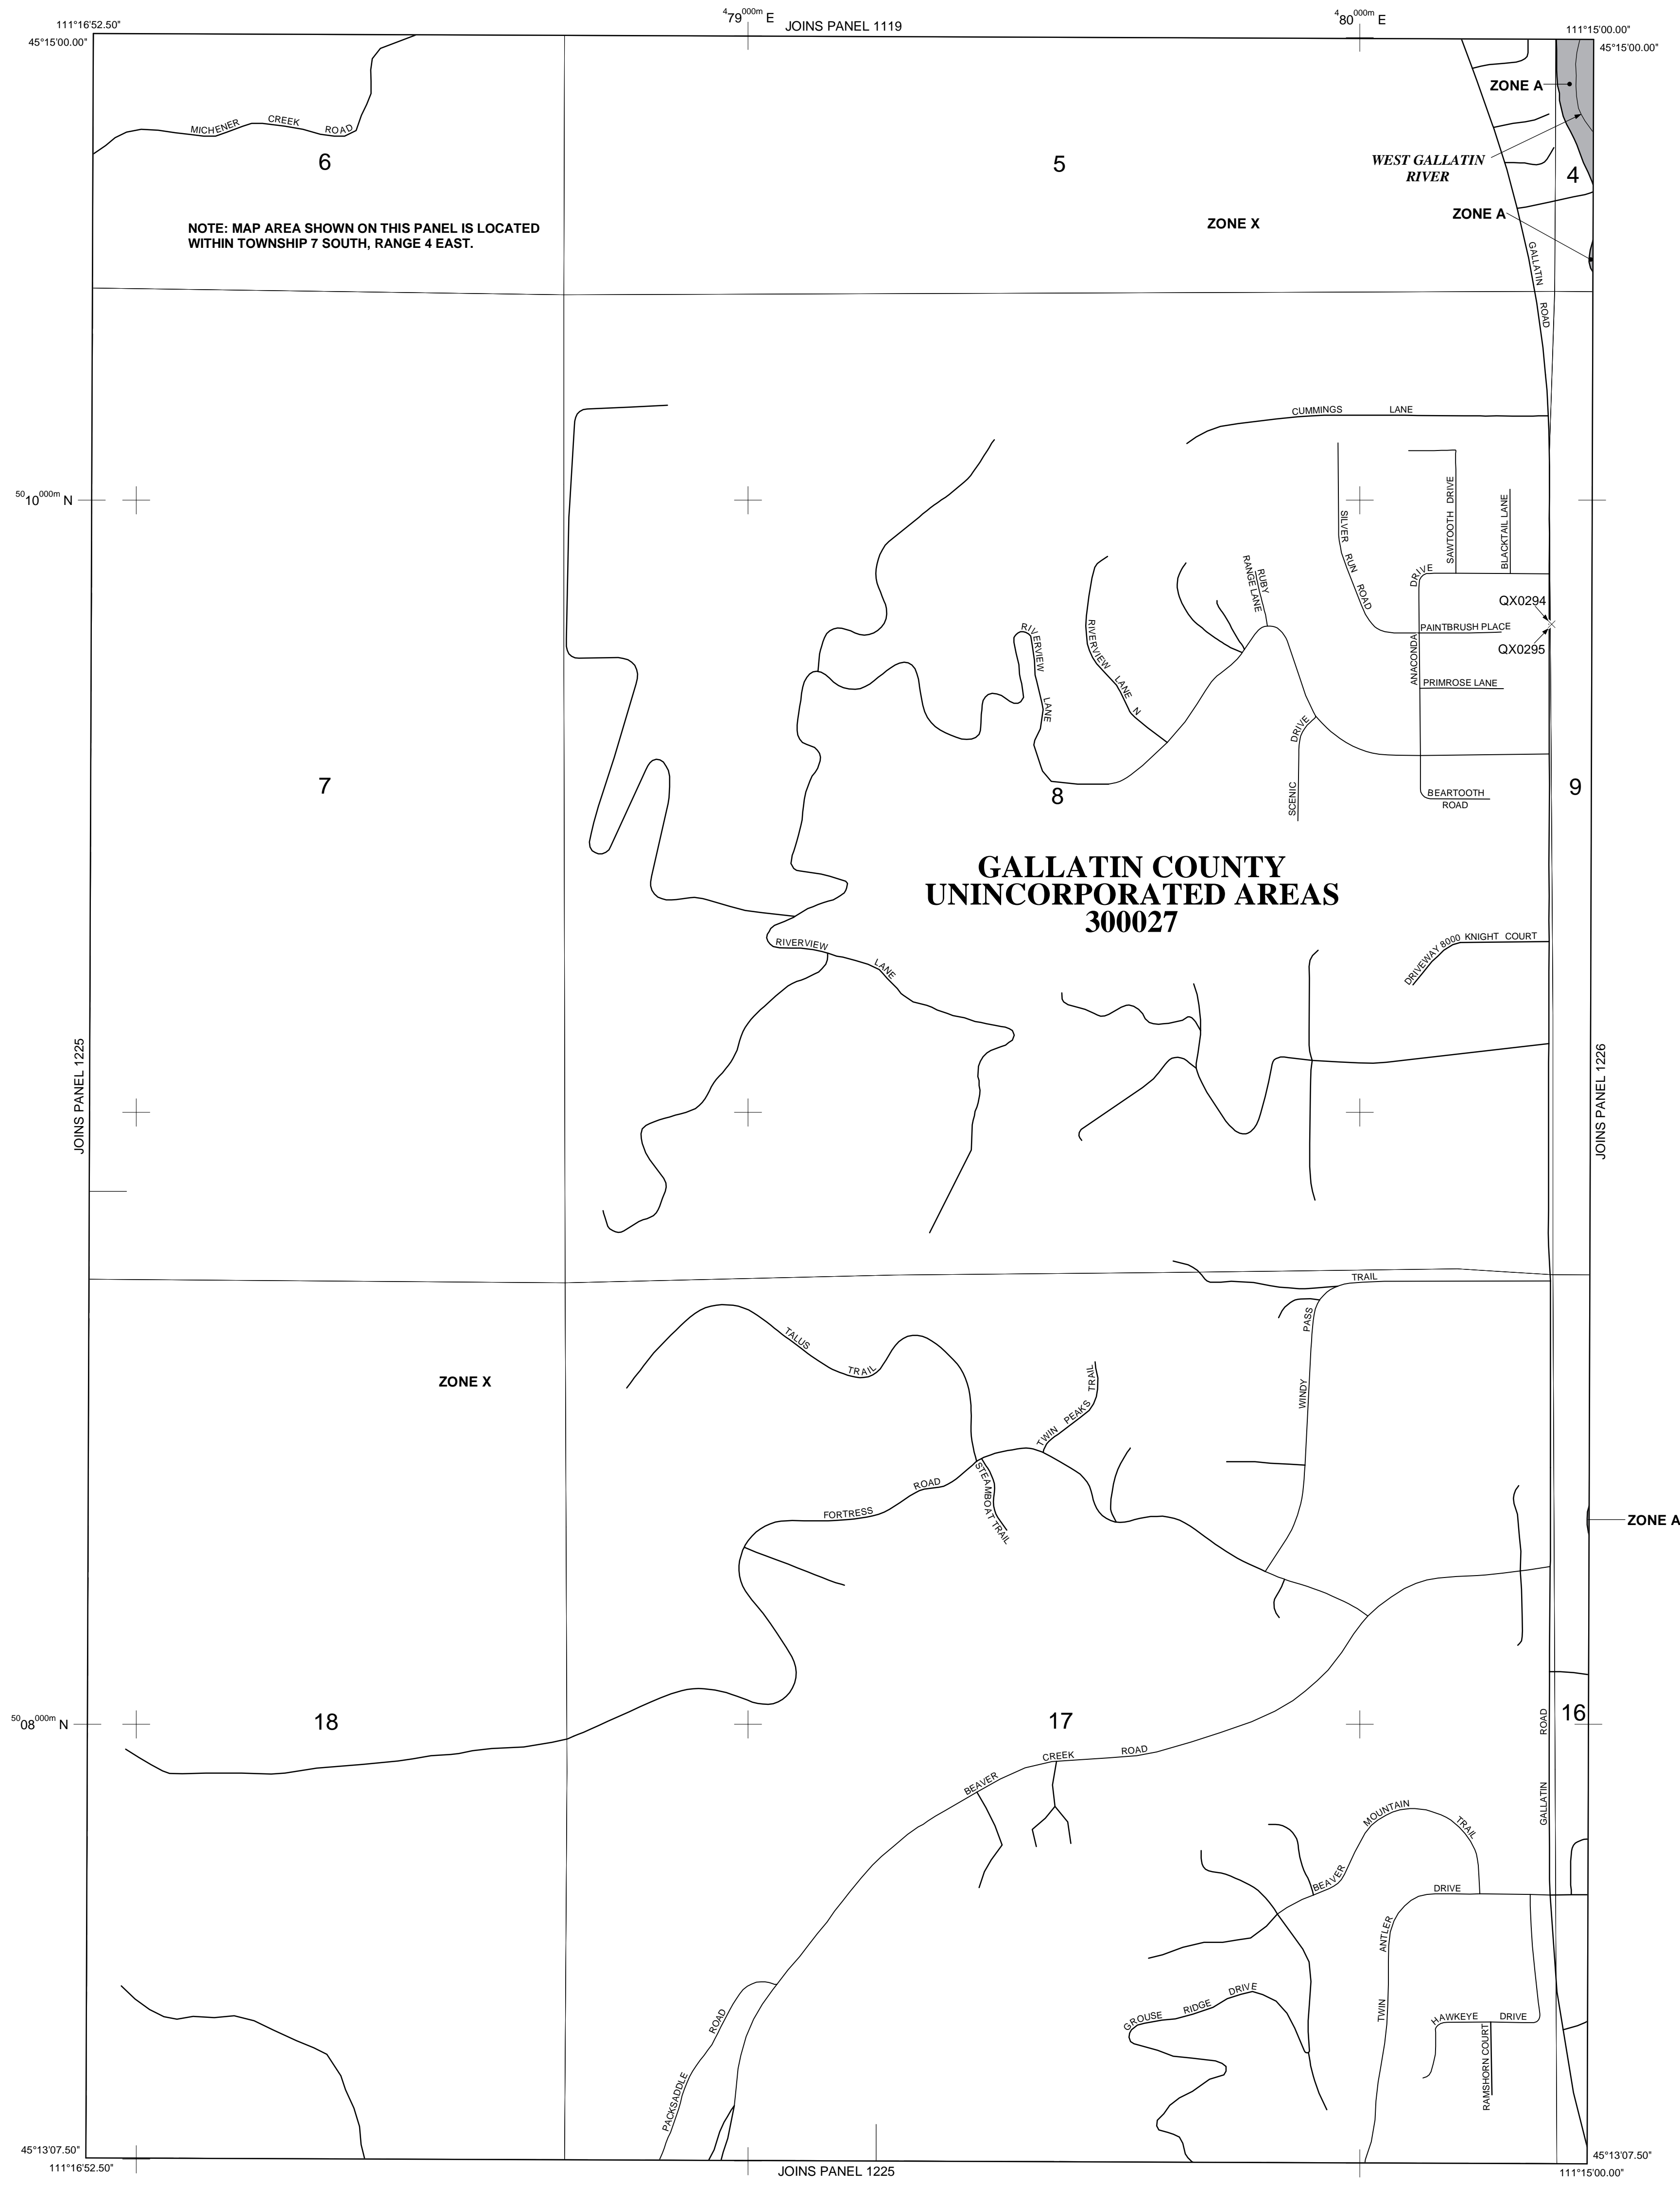 479000m E
480000m E
111°16'52.50"
JOINS PANEL 1119
111°15'00.00"
45°15'00.00"
45°15'00.00"
ZONE A
MICHENER CREEK ROAD
6
5
WEST GALLATIN
RIVER
4
ZONE A
ZONE X
NOTE: MAP AREA SHOWN ON THIS PANEL IS LOCATED
WITHIN TOWNSHIP 7 SOUTH, RANGE 4 EAST.
GALLATIN ROAD
CUMMINGS LANE
5010000m N
SILVER RUN ROAD
SAWTOOTH DRIVE
BLACKTAIL LANE
RUBY
RANGE LANE
ANACONDA DRIVE
QX0294
PAINTBRUSH PLACE
QX0295
RIVERVIEW LANE
RIVERVIEW LANE N
PRIMROSE LANE
SCENIC DRIVE
7
8
9
BEARTOOTH
ROAD
GALLATIN COUNTY
UNINCORPORATED AREAS
300027
RIVERVIEW LANE
DRIVEWAY 8000 KNIGHT COURT
JOINS PANEL 1225
JOINS PANEL 1226
WINDY PASS TRAIL
TALUS TRAIL
ZONE X
TWIN PEAKS TRAIL
STEAMBOAT TRAIL
FORTRESS ROAD
ZONE A
5008000m N
18
17
16
GALLATIN ROAD
BEAVER CREEK ROAD
BEAVER MOUNTAIN TRAIL
TWIN ANTLER DRIVE
GROUSE RIDGE DRIVE
HAWKEYE DRIVE
RAMSHORN COURT
PACKSADDLE ROAD
45°13'07.50"
111°16'52.50"
JOINS PANEL 1225
45°13'07.50"
111°15'00.00"